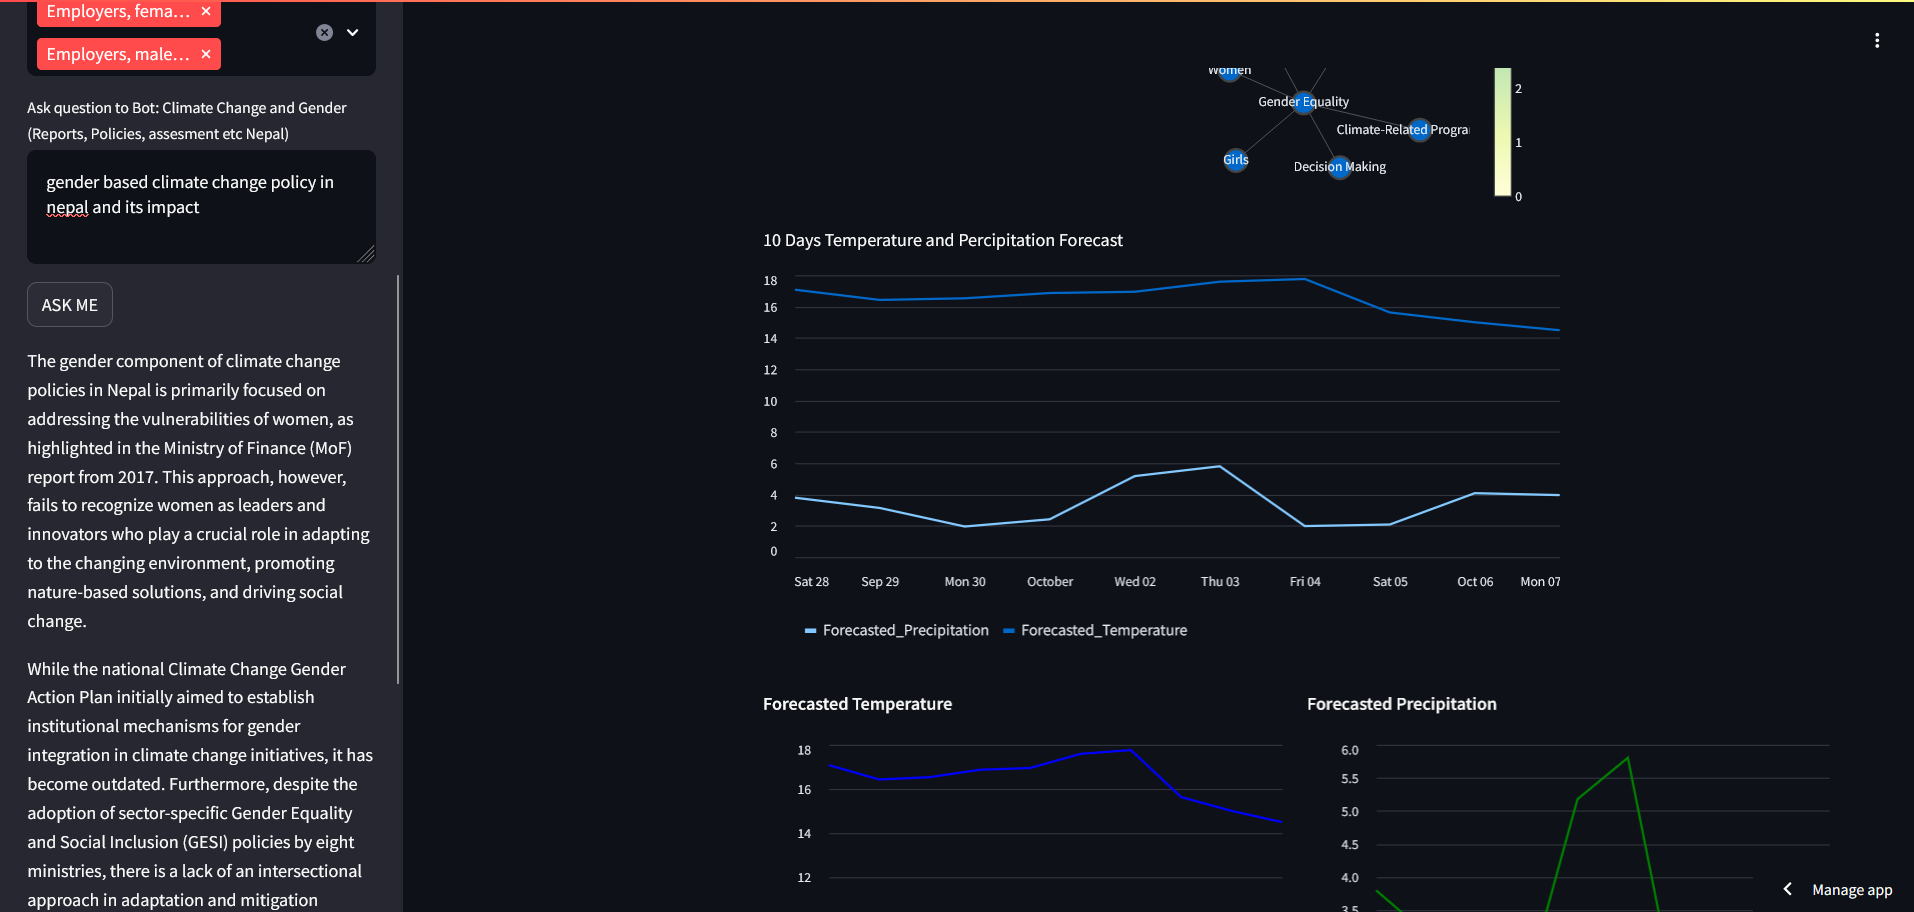 Employers, fema...
Employers, male...
Ask question to Bot: Climate Change and Gender
(Reports, Policies, assesment etc Nepal)
gender based climate change policy in
nepal and its impact
ASK ME
The gender component of climate change
policies in Nepal is primarily focused on
addressing the vulnerabilities of women, as
highlighted in the Ministry of Finance (MoF)
report from 2017. This approach, however,
fails to recognize women as leaders and
innovators who play a crucial role in adapting
to the changing environment, promoting
nature-based solutions, and driving social
change.
While the national Climate Change Gender
Action Plan initially aimed to establish
institutional mechanisms for gender
integration in climate change initiatives, it has
become outdated. Furthermore, despite the
adoption of sector-specific Gender Equality
and Social Inclusion (GESI) policies by eight
ministries, there is a lack of an intersectional
approach in adaptation and mitigation
Women
Gender Equality
Climate-Related Progra
Girls
Decision Making
2
1
0
10 Days Temperature and Percipitation Forecast
18
16
14
12
10
8
6
4
2
0
Sat 28 Sep 29 Mon 30 October Wed 02 Thu 03 Fri 04 Sat 05 Oct 06 Mon 07
Forecasted_Precipitation Forecasted_Temperature
Forecasted Temperature
18
16
14
12
Forecasted Precipitation
6.0
5.5
5.0
4.5
4.0
3.5
Manage app